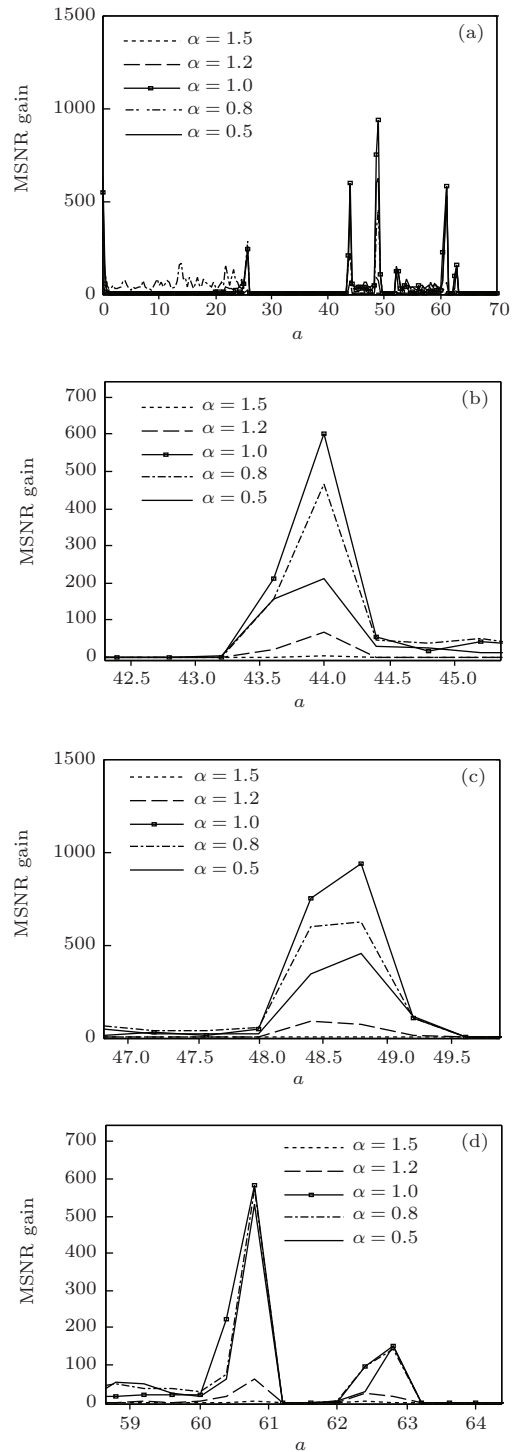 1500
(a)
α = 1.5
α = 1.2
1000
α = 1.0
α = 0.8
α = 0.5
MSNR gain
500
0
0 10 20 30 40 50 60 70
a
700
(b)
α = 1.5
α = 1.2
600
α = 1.0
500
α = 0.8
α = 0.5
400
MSNR gain
300
200
100
0
42.5 43.0 43.5 44.0 44.5 45.0
a
1500
(c)
α = 1.5
α = 1.2
α = 1.0
1000
α = 0.8
α = 0.5
MSNR gain
500
0
47.0 47.5 48.0 48.5 49.0 49.5
a
700
(d)
α = 1.5
α = 1.2
600
α = 1.0
500
α = 0.8
α = 0.5
400
MSNR gain
300
200
100
0
59 60 61 62 63 64
a